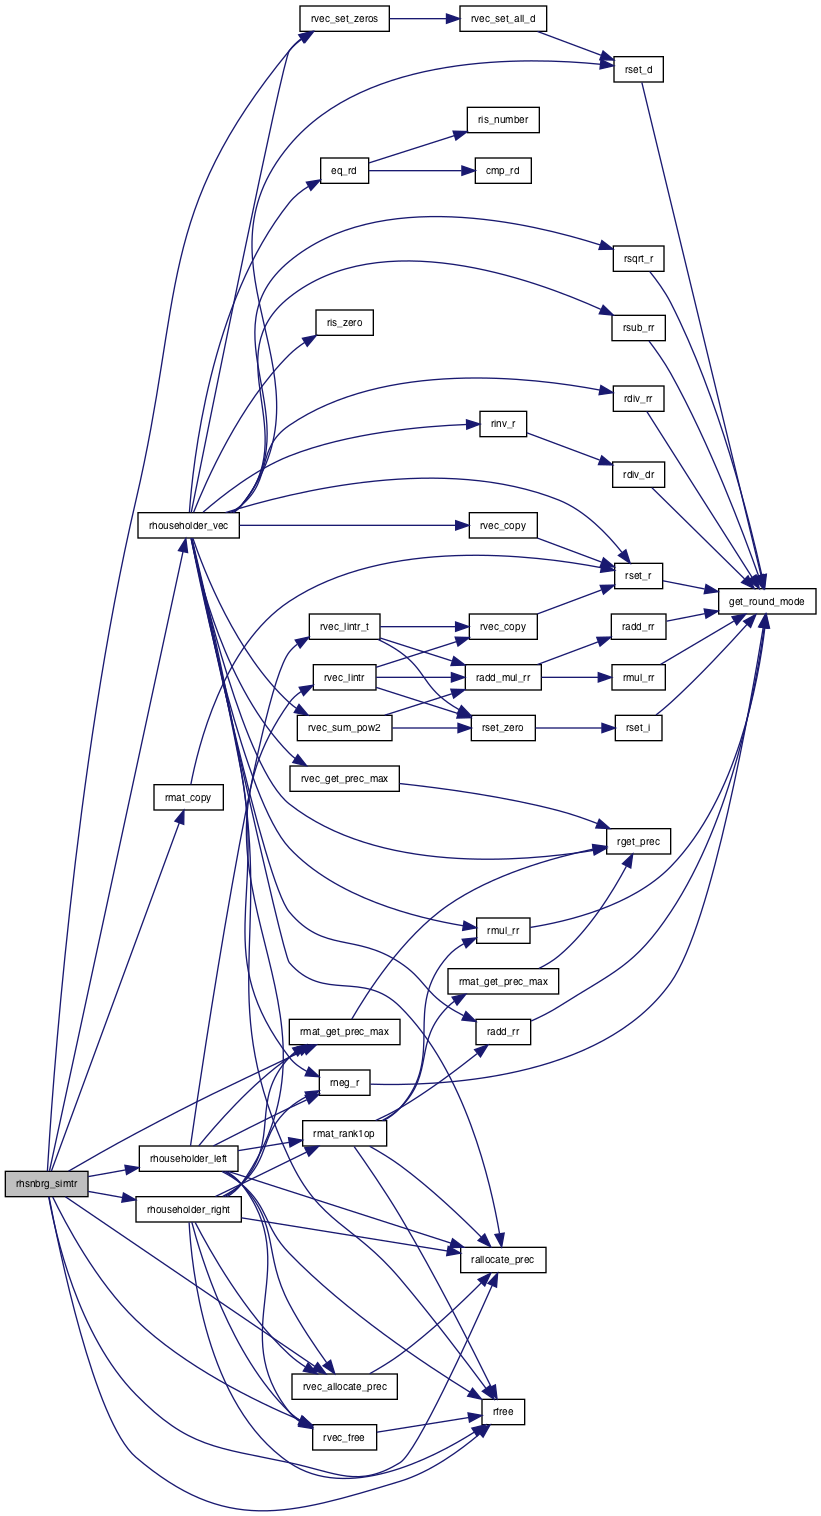 rvec_set_zeros
rvec_set_all_d
rset_d
ris_number
eq_rd
cmp_rd
rsqrt_r
ris_zero
rsub_rr
rdiv_rr
rinv_r
rdiv_dr
rhouseholder_vec
rvec_copy
rset_r
get_round_mode
rvec_lintr_t
rvec_copy
radd_rr
rvec_lintr
radd_mul_rr
rmul_rr
rvec_sum_pow2
rset_zero
rset_i
rvec_get_prec_max
rmat_copy
rget_prec
rmul_rr
rmat_get_prec_max
rmat_get_prec_max
radd_rr
rneg_r
rmat_rank1op
rhouseholder_left
rhsnbrg_simtr
rhouseholder_right
rallocate_prec
rvec_allocate_prec
rfree
rvec_free